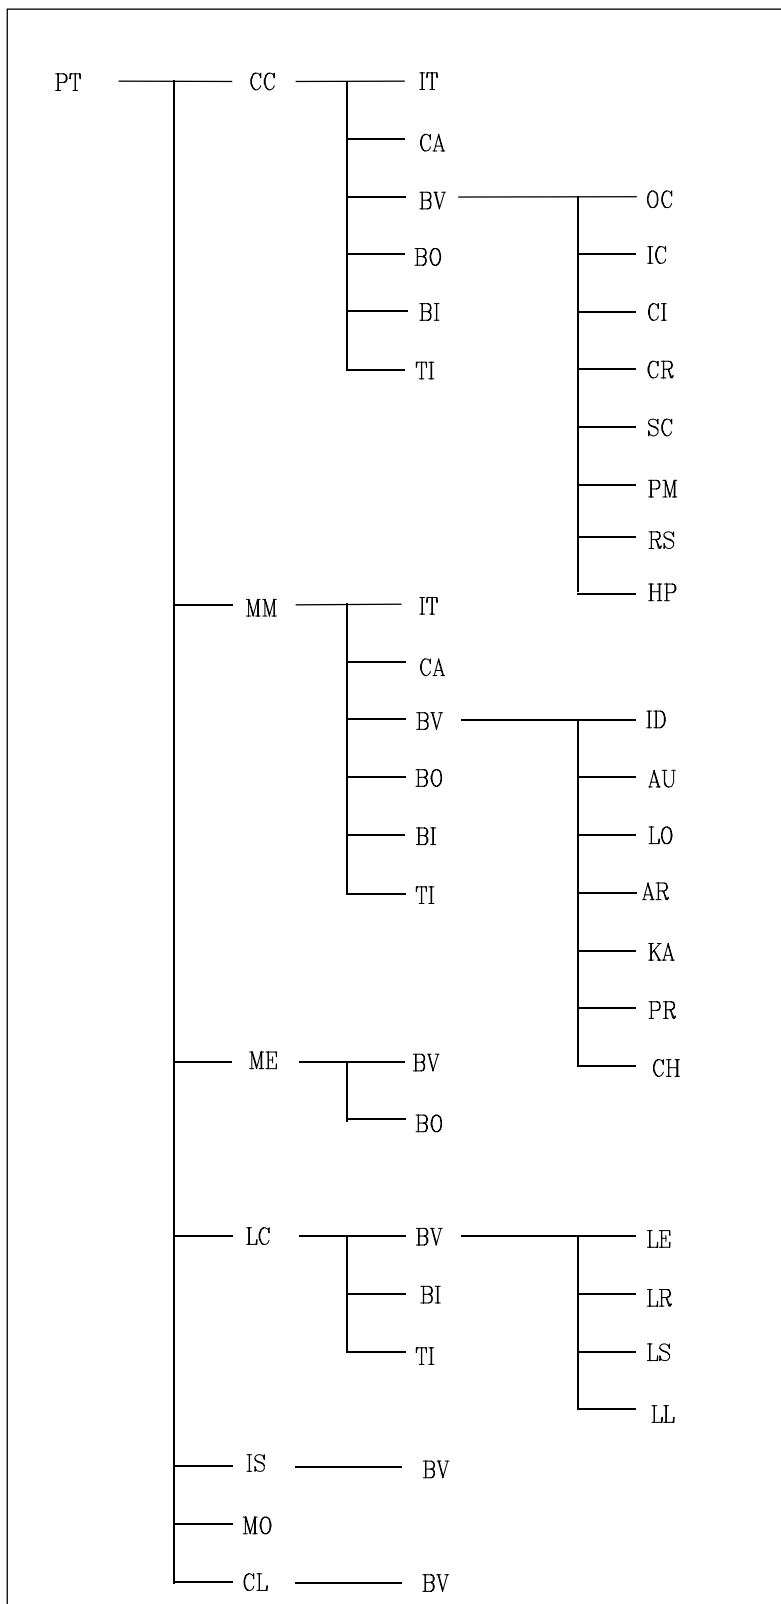 PT CC IT
CA
BV OC
BO IC
BI CI
TI CR
SC
PM
RS
HP
MM IT
CA
BV ID
BO AU
BI LO
TI AR
KA
PR
ME BV CH
BO
LC BV LE
BI LR
TI LS
LL
IS BV
MO
CL BV